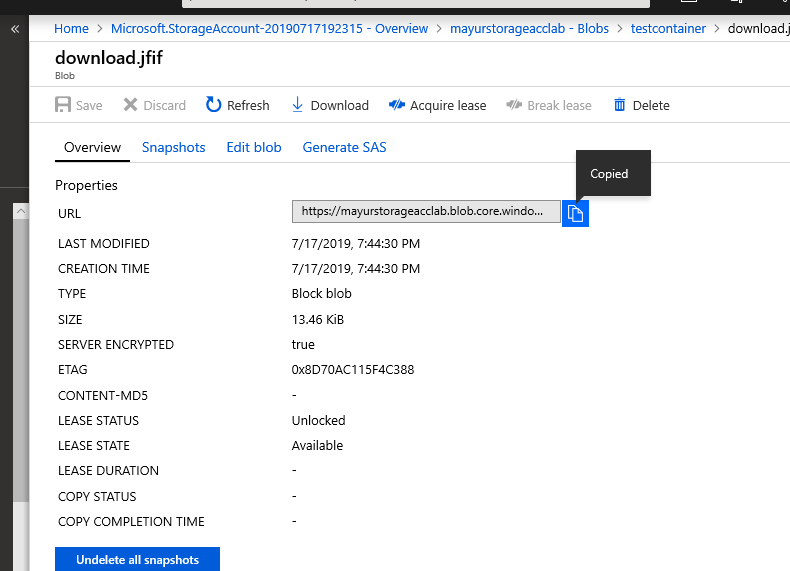 Home > Microsoft.StorageAccount-20190717192315 - Overview > mayurstorageacclab - Blobs > testcontainer > download.j
download.jfif
Blob
Save Discard Refresh Download Acquire lease Break lease Delete
Overview Snapshots Edit blob Generate SAS
Copied
Properties
URL https://mayurstorageacclab.blob.core.windo...
LAST MODIFIED 7/17/2019, 7:44:30 PM
CREATION TIME 7/17/2019, 7:44:30 PM
TYPE Block blob
SIZE 13.46 KiB
SERVER ENCRYPTED true
ETAG 0x8D70AC115F4C388
CONTENT-MD5 -
LEASE STATUS Unlocked
LEASE STATE Available
LEASE DURATION -
COPY STATUS -
COPY COMPLETION TIME -
Undelete all snapshots